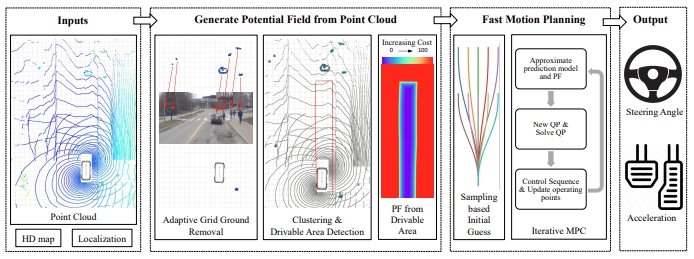 Inputs
Generate Potential Field from Point Cloud
Fast Motion Planning
Output
Point Cloud
HD map
Localization
Adaptive Grid Ground
Removal
Clustering &
Drivable Area Detection
Increasing Cost
0 100
PF from
Drivable
Area
Sampling
based
Initial
Guess
Approximate
prediction model
and PF
New QP &
Solve QP
Control Sequence
& Update operating
points
Iterative MPC
Steering Angle
Acceleration